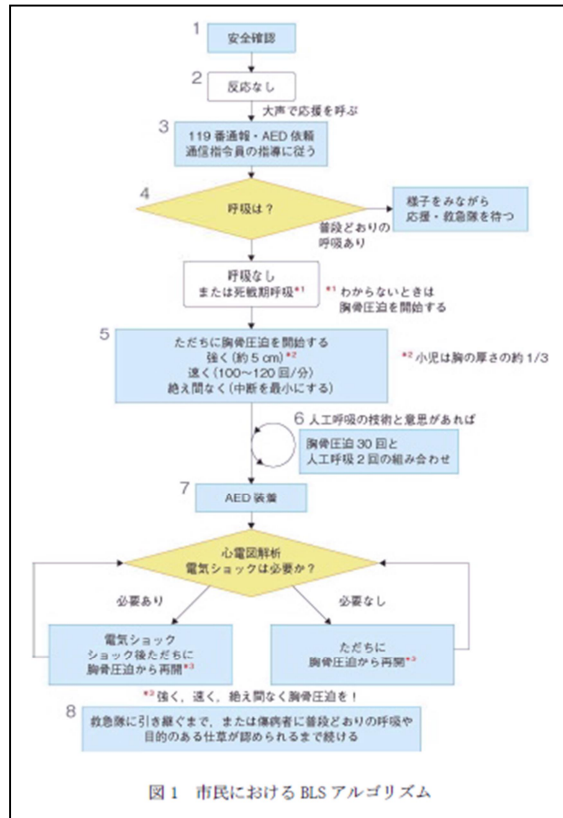 1
安全確認
2
反応なし
大声で応援を呼ぶ
3
119番通報・AED依頼
通信指令員の指導に従う
4
呼吸は?
普段どおりの
呼吸あり
様子をみながら
応援・救急隊を待つ
呼吸なし
または死戦期呼吸*1
*1 わからないときは
胸骨圧迫を開始する
5
ただちに胸骨圧迫を開始する
強く(約5cm)*2
速く(100〜120回/分)
絶え間なく(中断を最小にする)
*2 小児は胸の厚さの約1/3
6 人工呼吸の技術と意思があれば
胸骨圧迫30回と
人工呼吸2回の組み合わせ
7
AED装着
心電図解析
電気ショックは必要か?
必要あり
必要なし
電気ショック
ショック後ただちに
胸骨圧迫から再開*3
ただちに
胸骨圧迫から再開*3
*3 強く,速く,絶え間なく胸骨圧迫を!
8
救急隊に引き継ぐまで,または傷病者に普段どおりの呼吸や
目的のある仕草が認められるまで続ける
図1 市民におけるBLSアルゴリズム